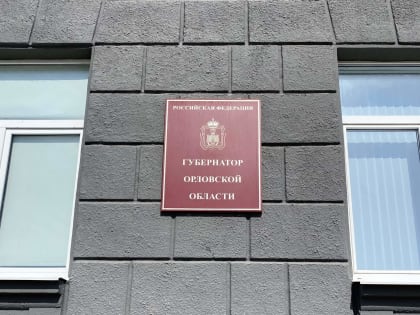 РОССИЙСКАЯ ФЕДЕРАЦИЯ
ГУБЕРНАТОР
ОРЛОВСКОЙ
ОБЛАСТИ